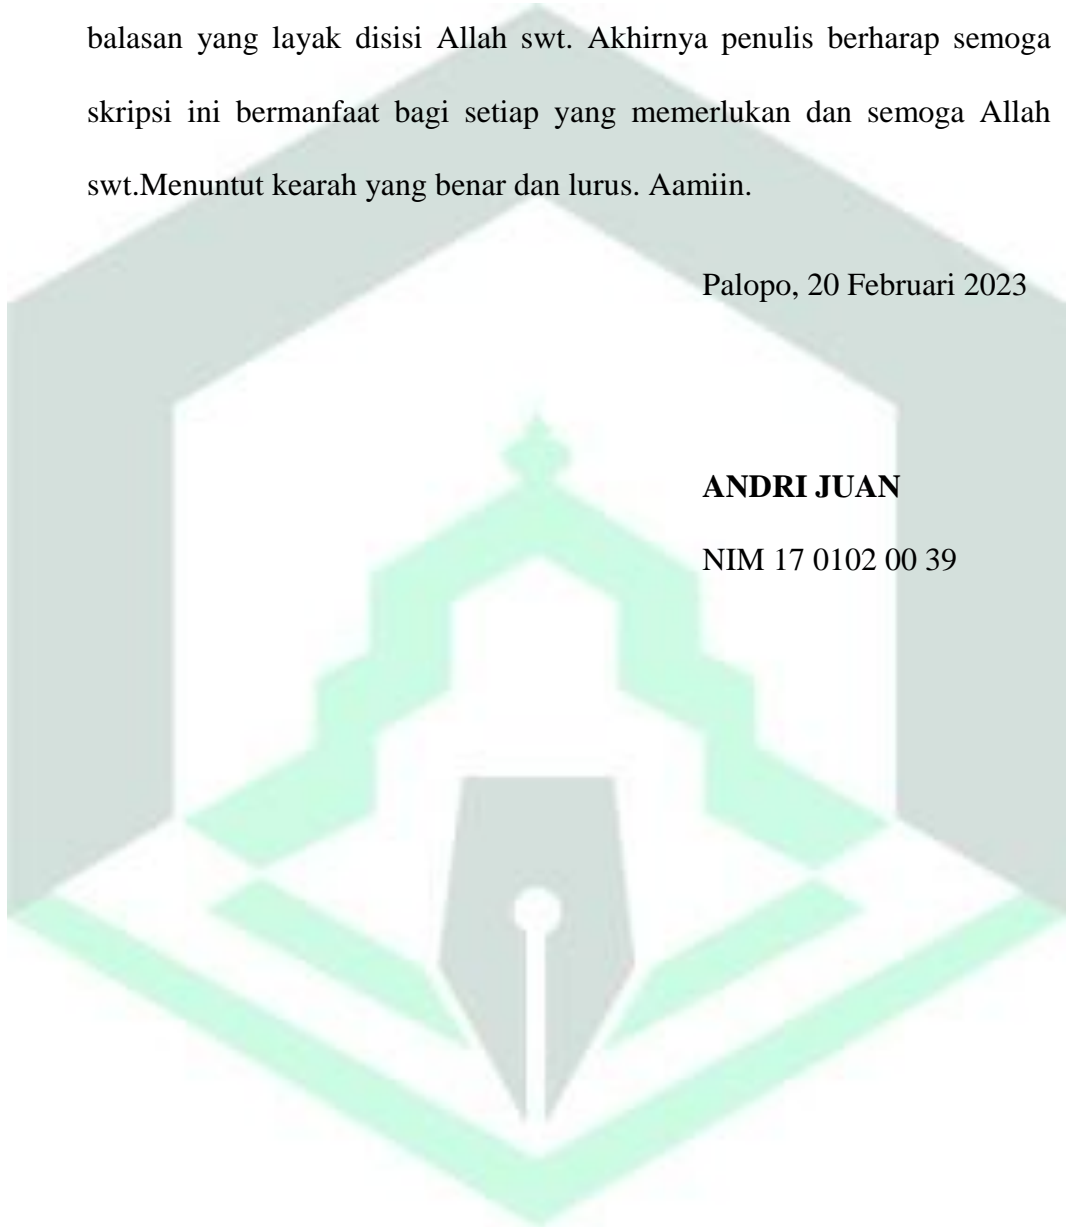 balasan yang layak disisi Allah swt. Akhirnya penulis berharap semoga
skripsi ini bermanfaat bagi setiap yang memerlukan dan semoga Allah
swt.Menuntut kearah yang benar dan lurus. Aamiin.
Palopo, 20 Februari 2023
ANDRI JUAN
NIM 17 0102 00 39